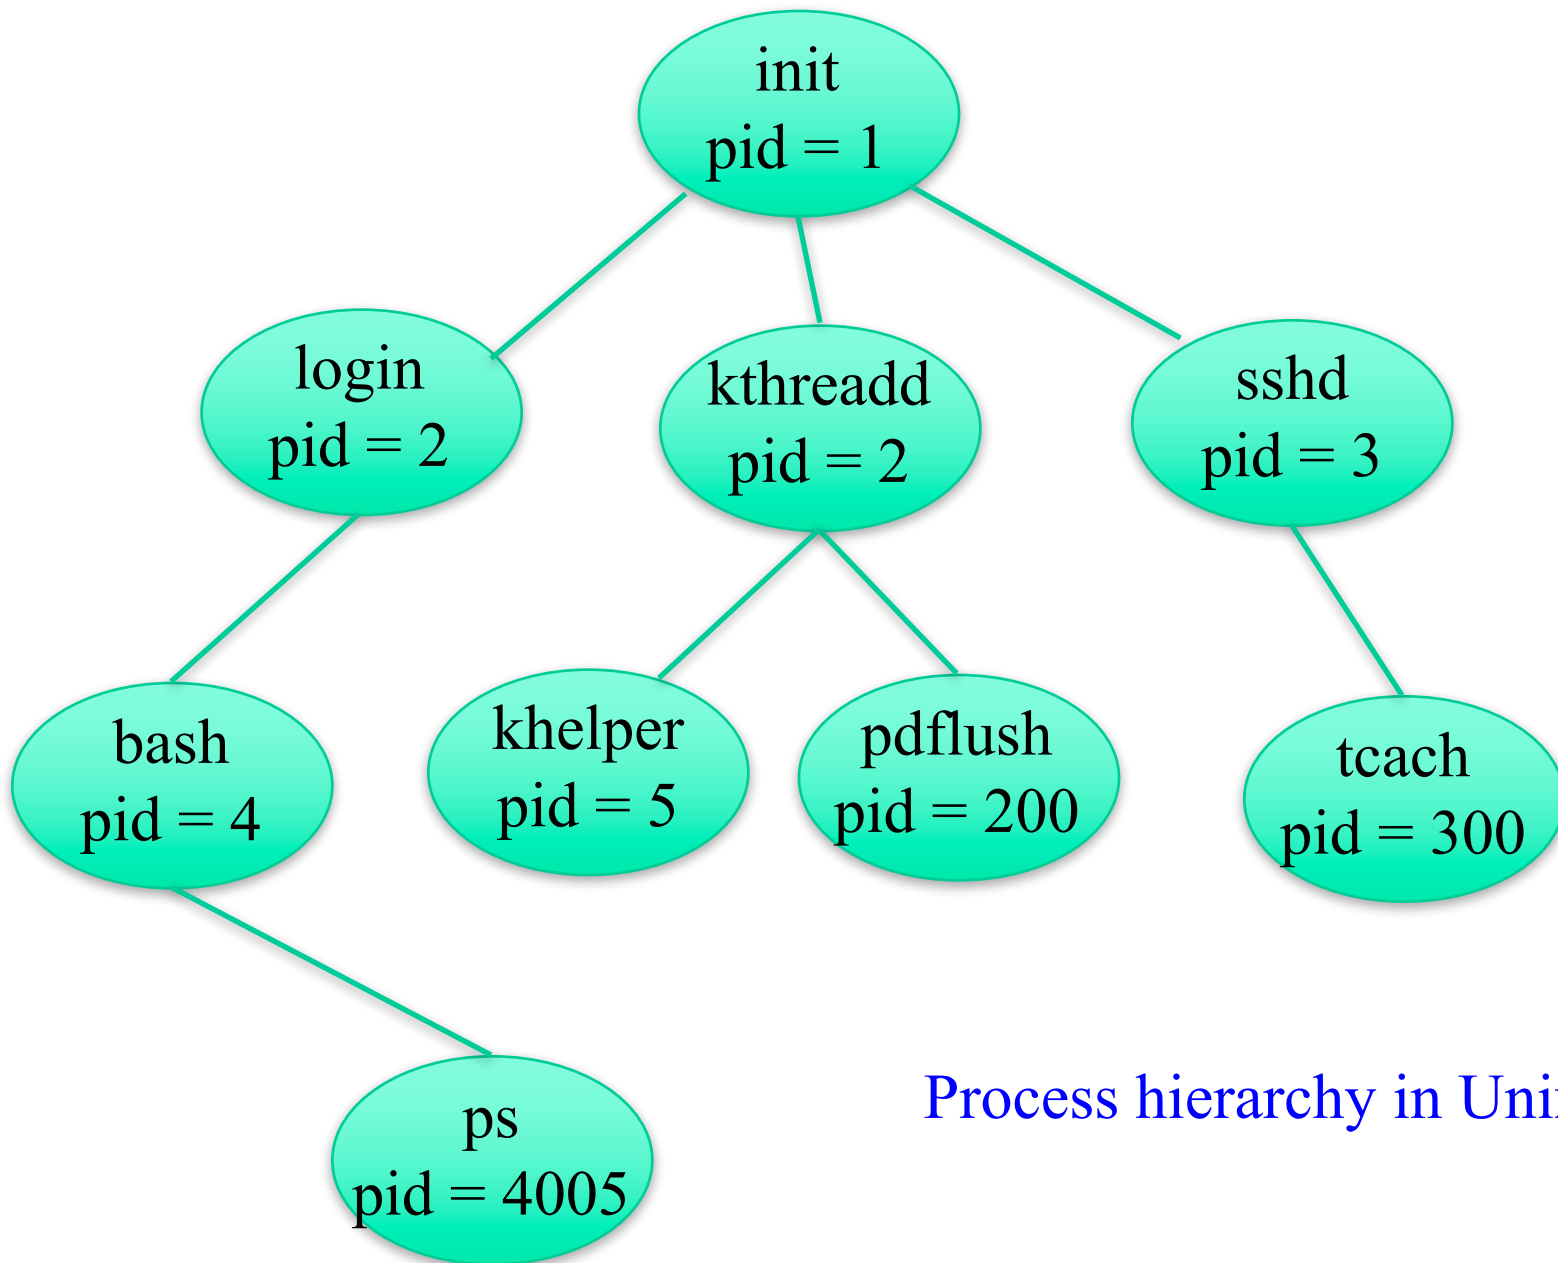 init
pid = 1
login
pid = 2
kthreadd
pid = 2
sshd
pid = 3
bash
pid = 4
khelper
pid = 5
pdflush
pid = 200
tcach
pid = 300
ps
pid = 4005
Process hierarchy in